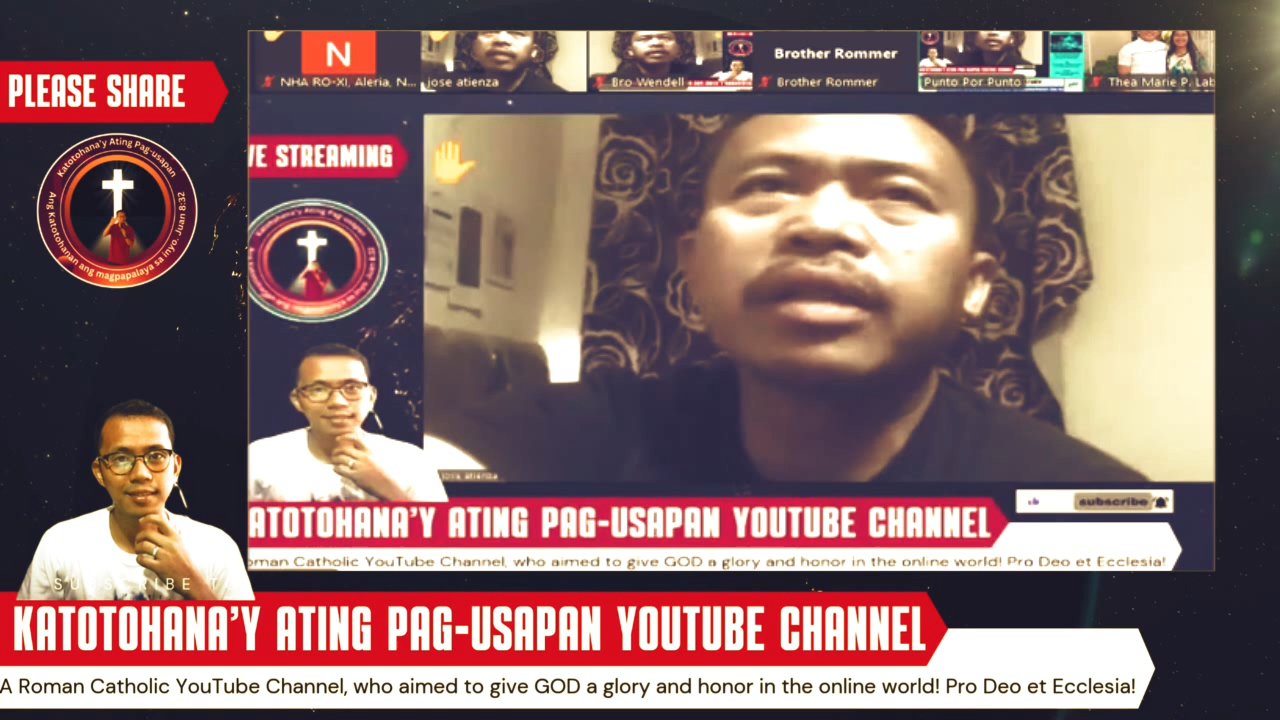 PLEASE SHARE
Katotohana'y Ating Pag-usapan
Ang Katotohanan ang magpapalaya sa inyo. Juan 8:32
N
NHA RO-XI, Aleria, N...
jose atienza
Bro Wendell
Brother Rommer
Brother Rommer
Punto Por Punto
Thea Marie P. Lab
VE STREAMING
jose atienza
subscribe
ATOTOHANA'Y ATING PAG-USAPAN YOUTUBE CHANNEL
oman Catholic YouTube Channel, who aimed to give GOD a glory and honor in the online world! Pro Deo et Ecclesia!
SUBSCRIBE T
KATOTOHANA'Y ATING PAG-USAPAN YOUTUBE CHANNEL
A Roman Catholic YouTube Channel, who aimed to give GOD a glory and honor in the online world! Pro Deo et Ecclesia!